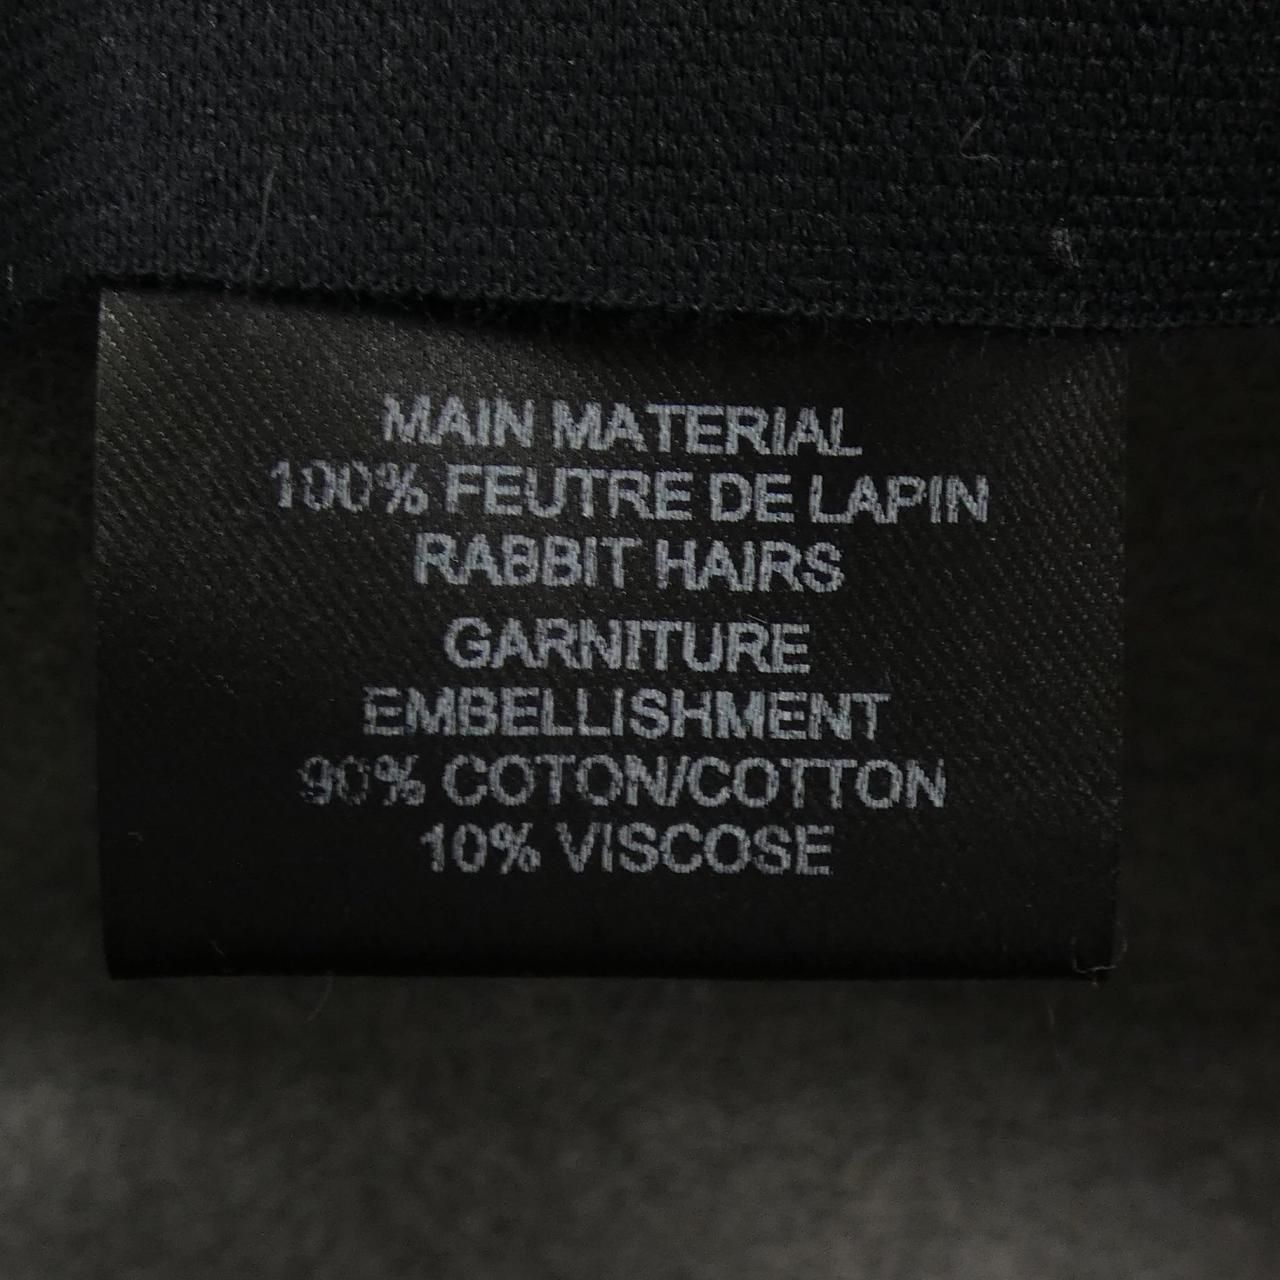 MAIN MATERIAL
100% FEUTRE DE LAPIN
RABBIT HAIRS
GARNITURE
EMBELLISHMENT
90% COTON/COTTON
10% VISCOSE